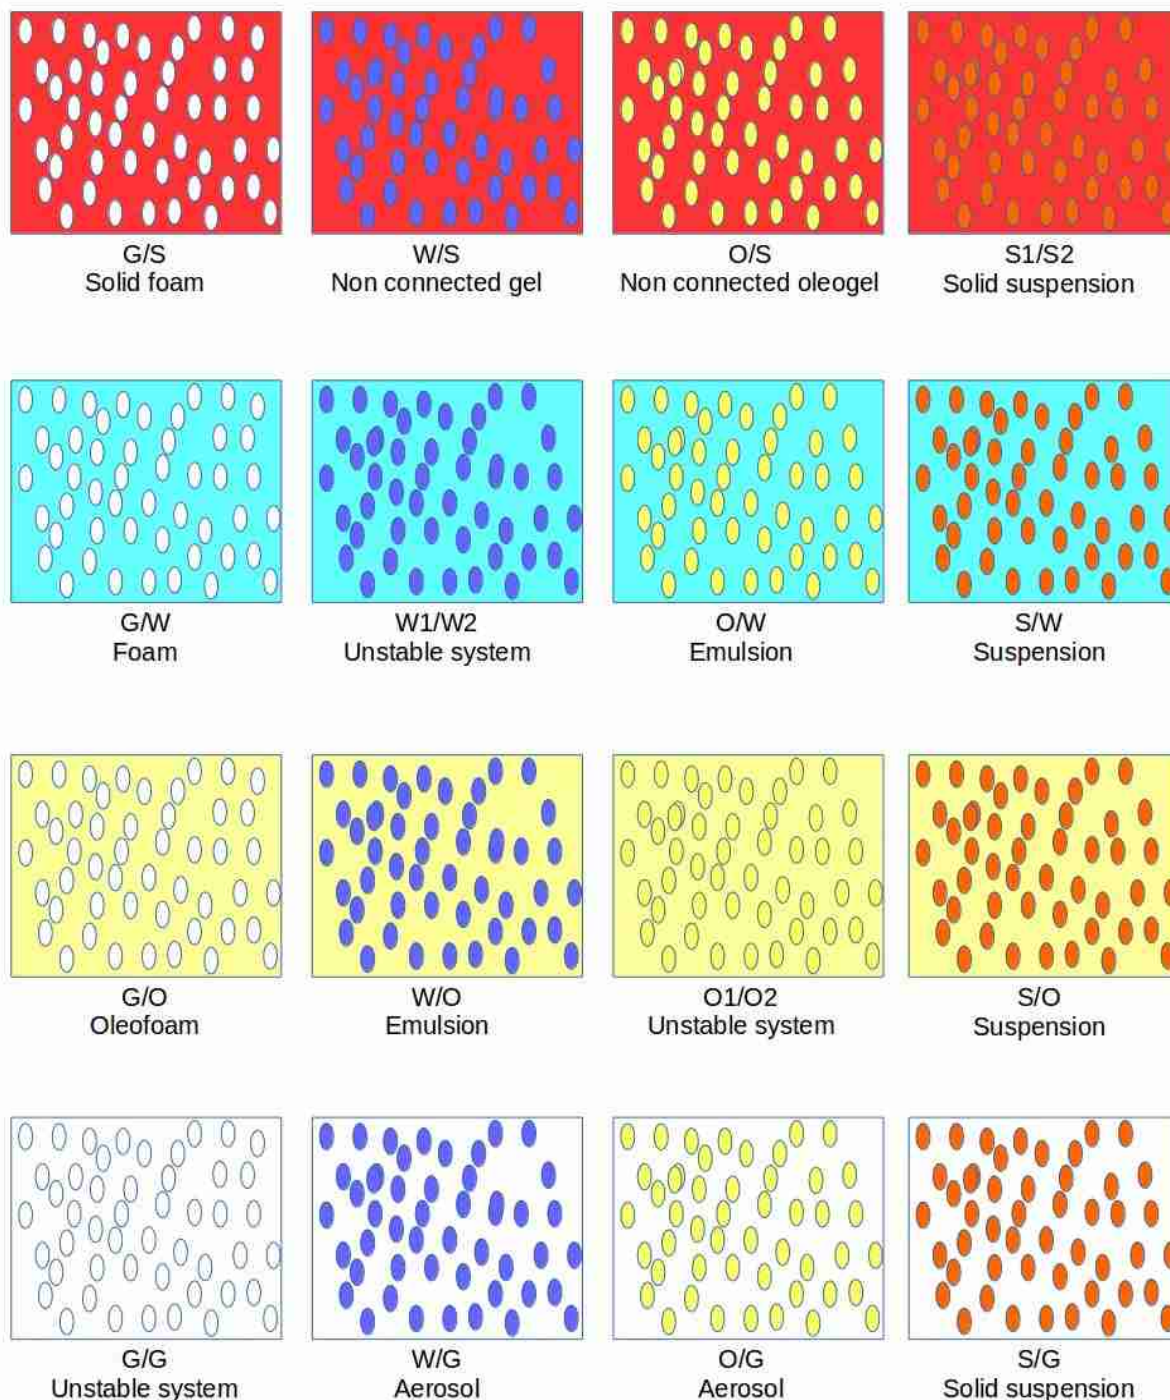 G/S
Solid foam
W/S
Non connected gel
O/S
Non connected oleogel
S1/S2
Solid suspension
G/W
Foam
W1/W2
Unstable system
O/W
Emulsion
S/W
Suspension
G/O
Oleofoam
W/O
Emulsion
O1/O2
Unstable system
S/O
Suspension
G/G
Unstable system
W/G
Aerosol
O/G
Aerosol
S/G
Solid suspension